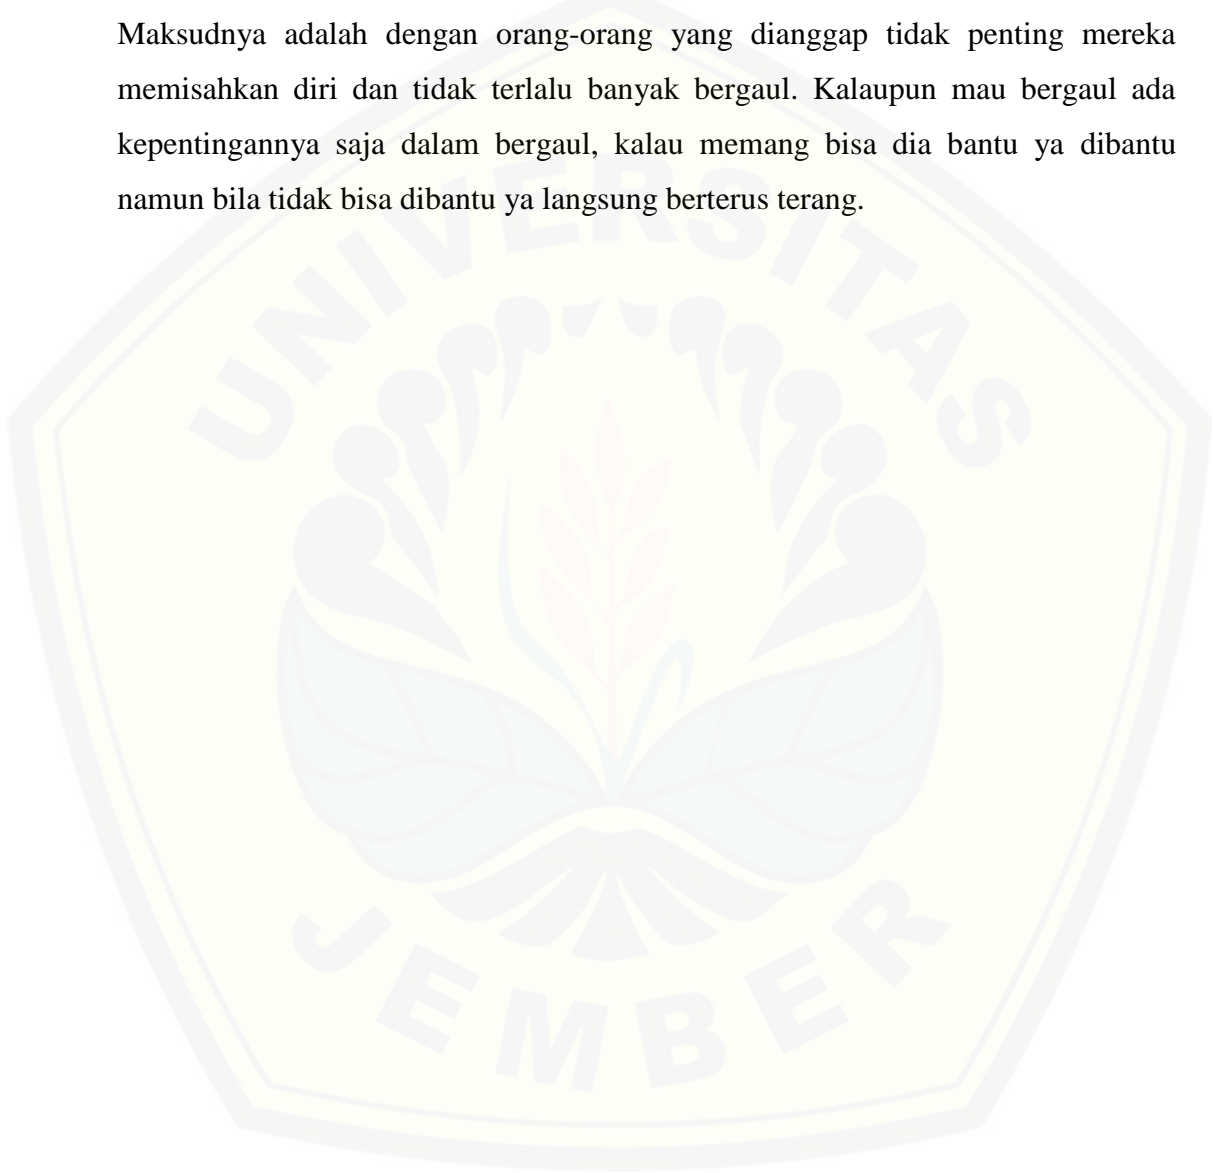 Maksudnya adalah dengan orang-orang yang dianggap tidak penting mereka
memisahkan diri dan tidak terlalu banyak bergaul. Kalaupun mau bergaul ada
kepentingannya saja dalam bergaul, kalau memang bisa dia bantu ya dibantu
namun bila tidak bisa dibantu ya langsung berterus terang.
UNIVERSITAS
JEMBER